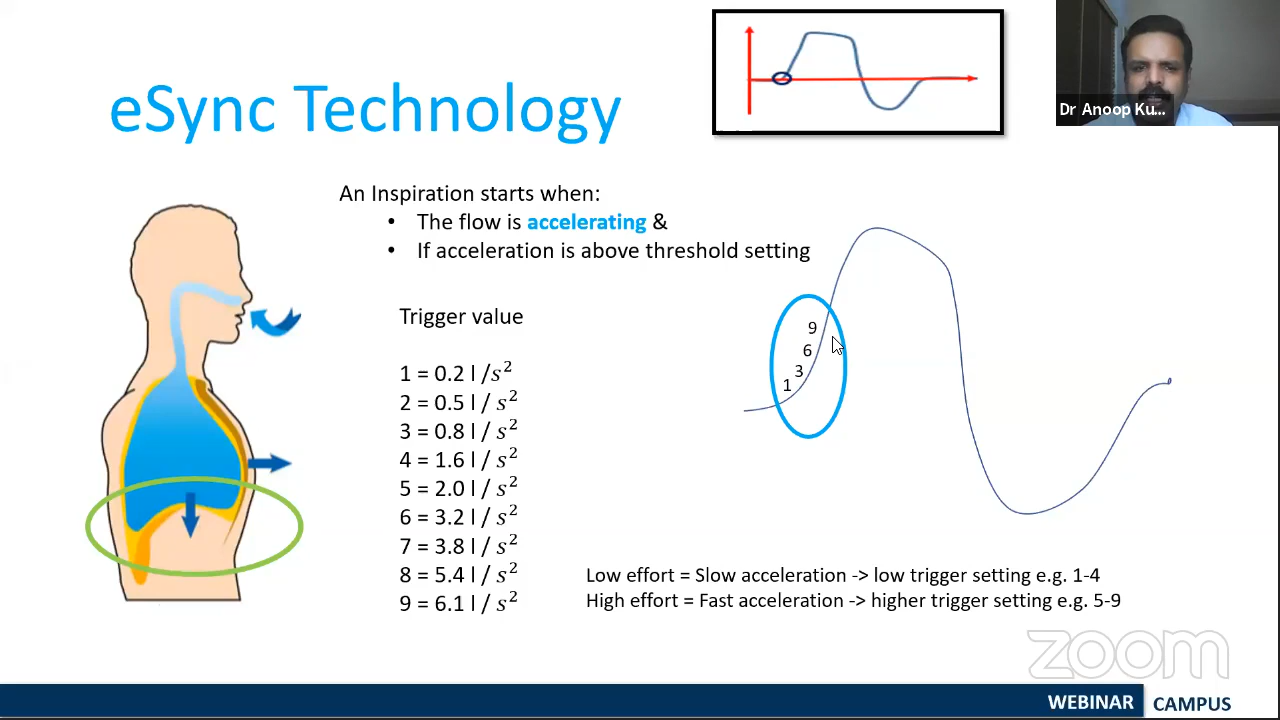 Dr Anoop Ku...
eSync Technology
An Inspiration starts when:
• The flow is accelerating &
• If acceleration is above threshold setting
Trigger value
1 = 0.2 l /s²
2 = 0.5 l / s²
3 = 0.8 l / s²
4 = 1.6 l / s²
5 = 2.0 l / s²
6 = 3.2 l / s²
7 = 3.8 l / s²
8 = 5.4 l / s²
9 = 6.1 l / s²
9
6
3
1
Low effort = Slow acceleration -> low trigger setting e.g. 1-4
High effort = Fast acceleration -> higher trigger setting e.g. 5-9
zoom
WEBINAR CAMPUS